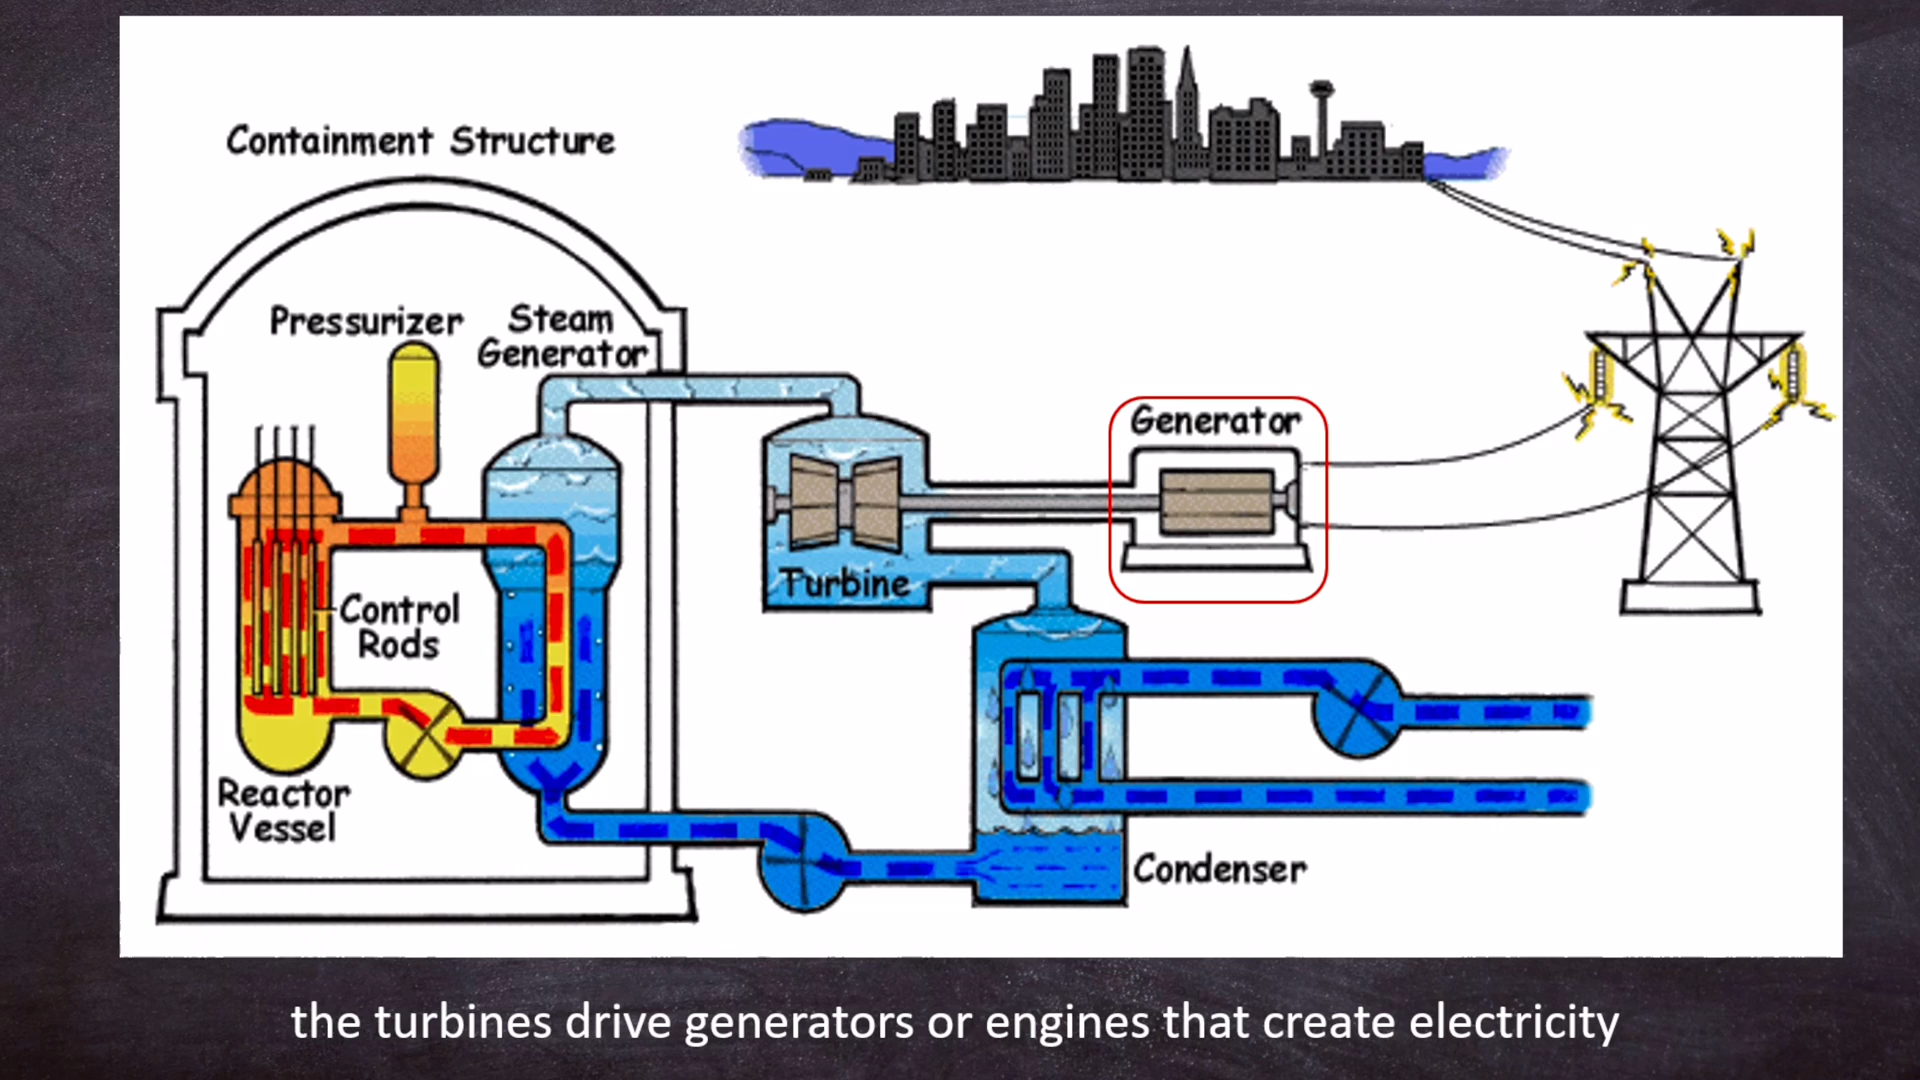 Containment Structure
Pressurizer
Steam
Generator
Generator
Control
Rods
Turbine
Reactor
Vessel
Condenser
the turbines drive generators or engines that create electricity